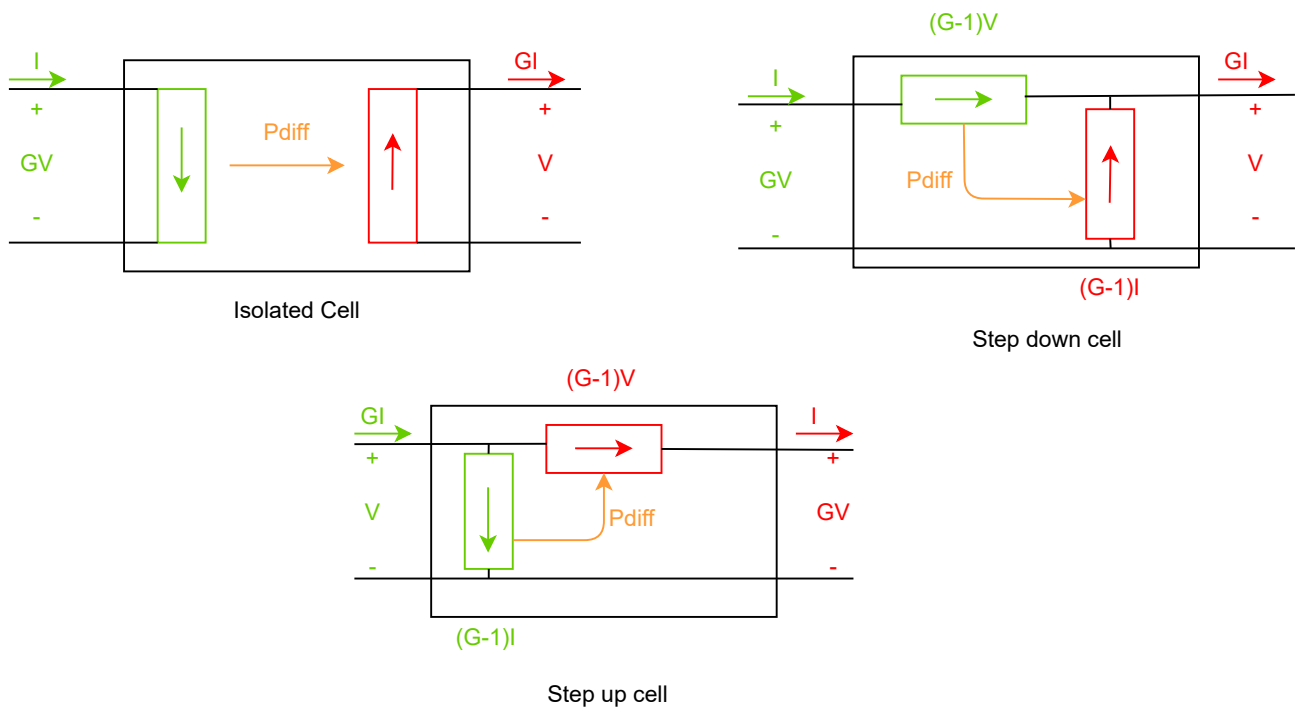 I
+
GV
-
Pdiff
GI
+
V
-
Isolated Cell
(G-1)V
I
+
GV
-
Pdiff
GI
+
V
-
(G-1)I
Step down cell
(G-1)V
GI
+
V
-
Pdiff
I
+
GV
-
(G-1)I
Step up cell